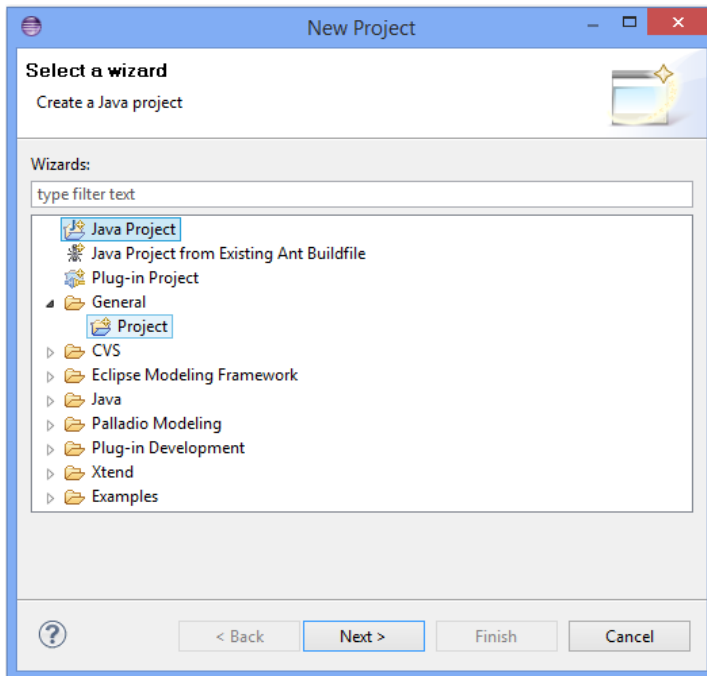 New Project
Select a wizard
Create a Java project
Wizards:
type filter text
Java Project
Java Project from Existing Ant Buildfile
Plug-in Project
General
Project
CVS
Eclipse Modeling Framework
Java
Palladio Modeling
Plug-in Development
Xtend
Examples
? < Back Next > Finish Cancel